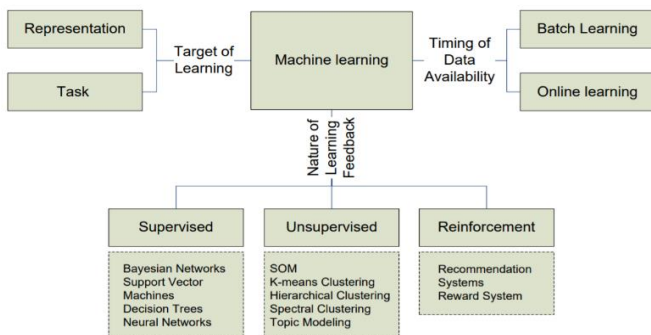 Representation
Task
Target of
Learning
Machine learning
Timing of
Data
Availability
Batch Learning
Online learning
Nature of
Learning
Feedback
Supervised
Bayesian Networks
Support Vector
Machines
Decision Trees
Neural Networks
Unsupervised
SOM
K-means Clustering
Hierarchical Clustering
Spectral Clustering
Topic Modeling
Reinforcement
Recommendation
Systems
Reward System